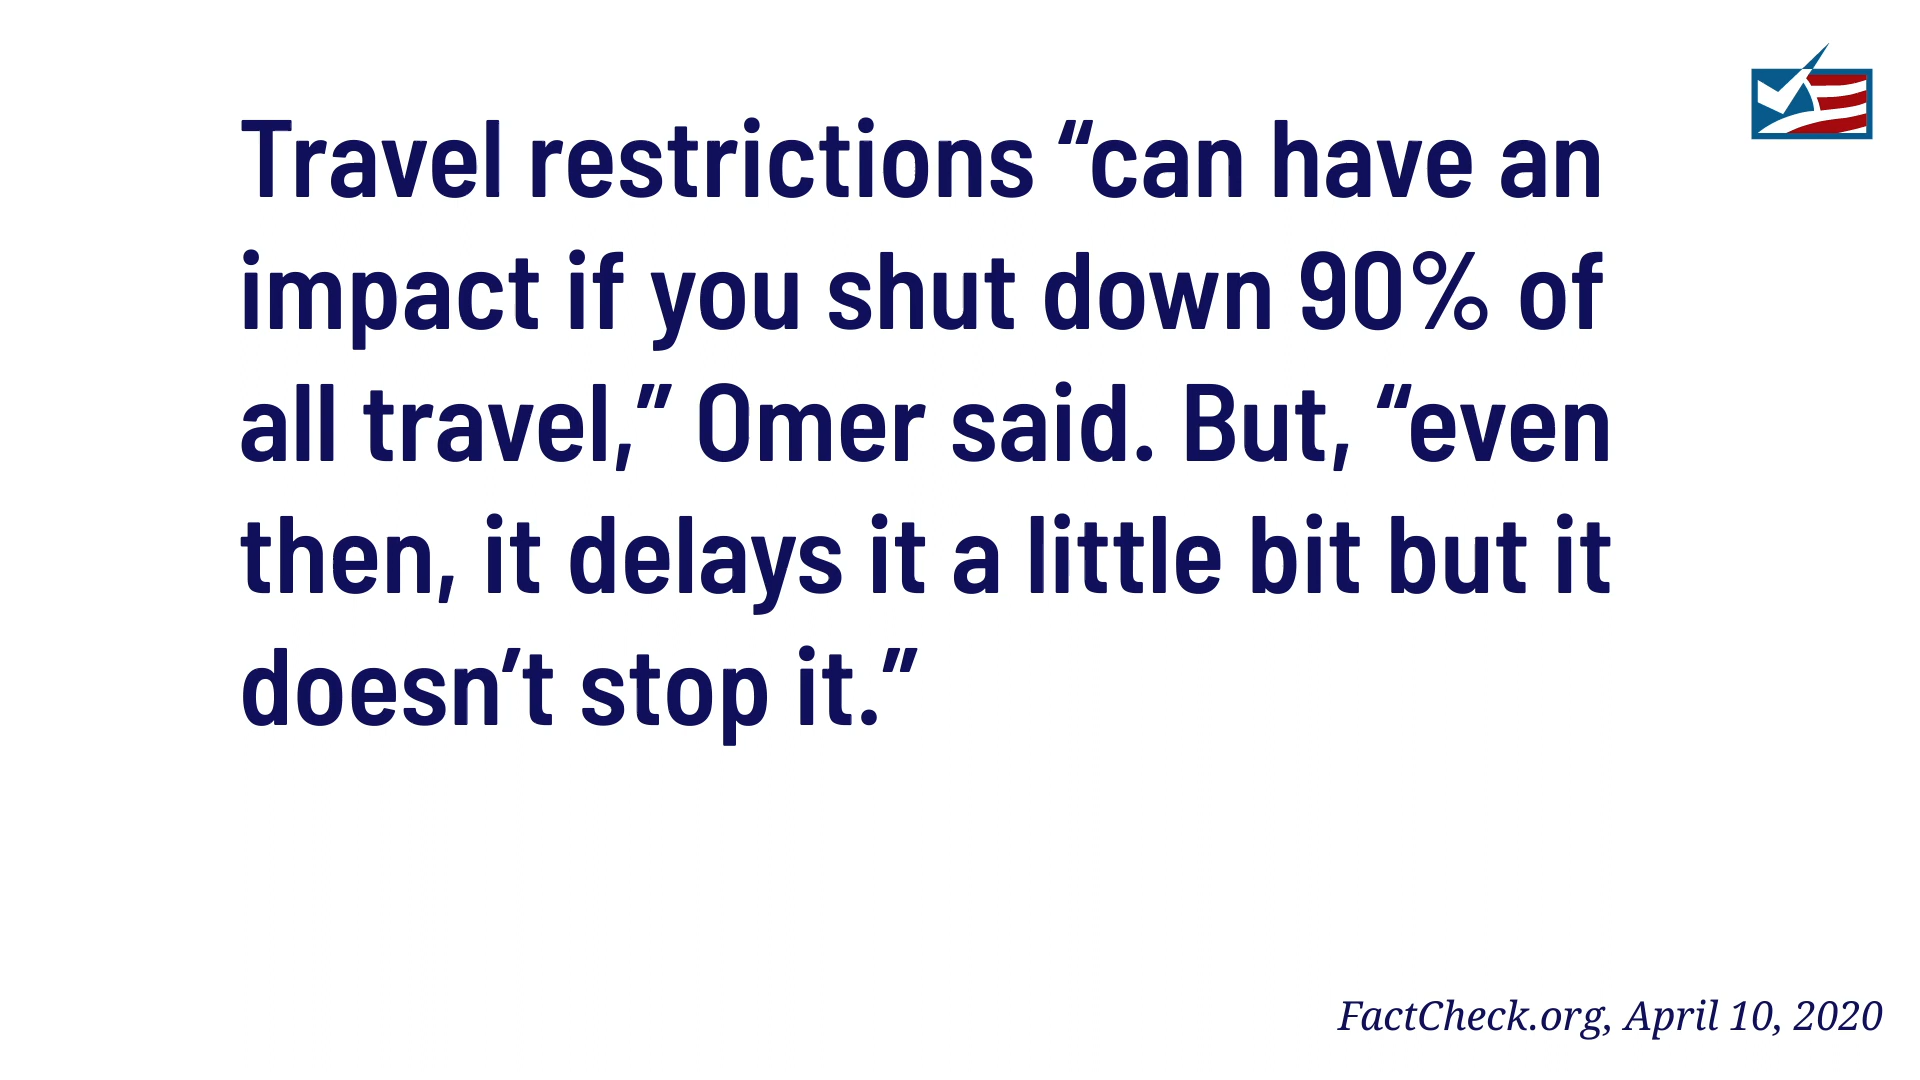 Travel restrictions “can have an
impact if you shut down 90% of
all travel,” Omer said. But, “even
then, it delays it a little bit but it
doesn’t stop it.”
FactCheck.org, April 10, 2020